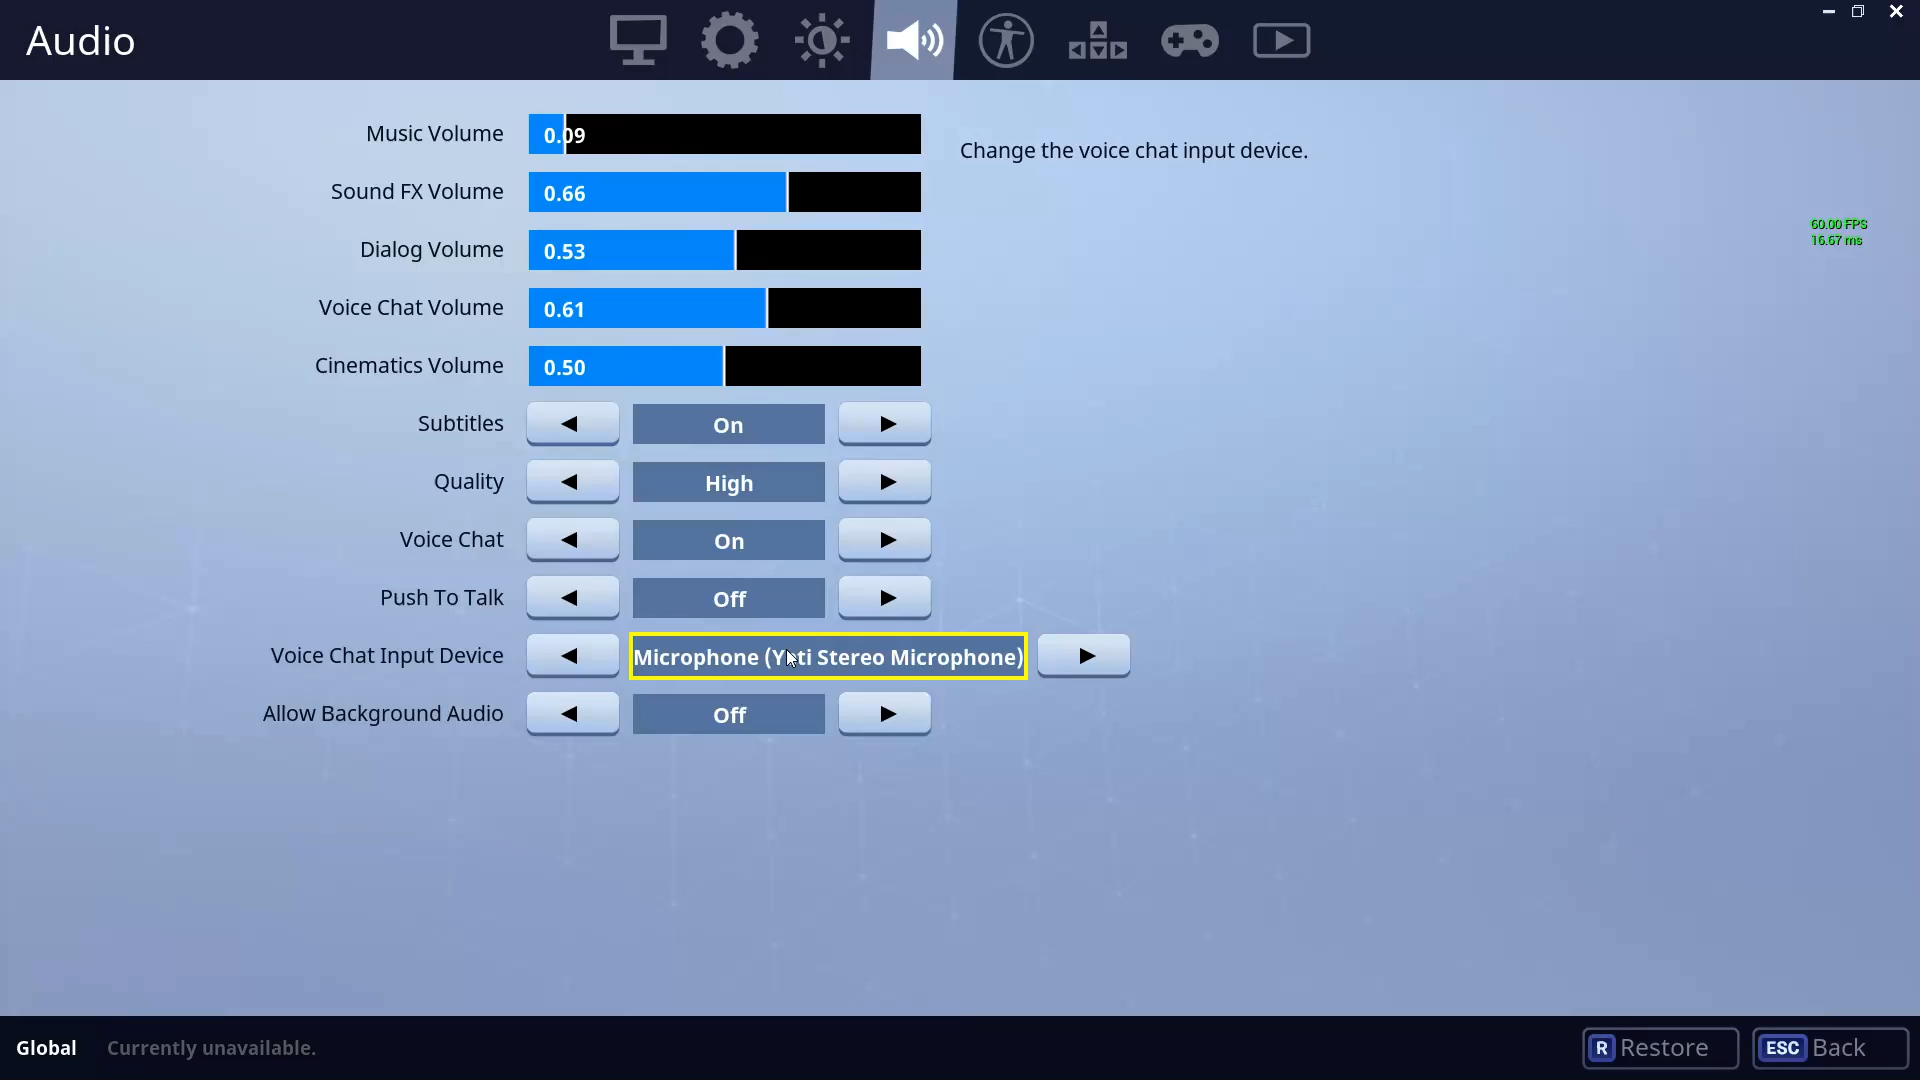 Audio
Music Volume 0.09
Change the voice chat input device.
Sound FX Volume 0.66
60.00 FPS
16.67 ms
Dialog Volume 0.53
Voice Chat Volume 0.61
Cinematics Volume 0.50
Subtitles On
Quality High
Voice Chat On
Push To Talk Off
Voice Chat Input Device Microphone (Yeti Stereo Microphone)
Allow Background Audio Off
Global Currently unavailable. R Restore ESC Back